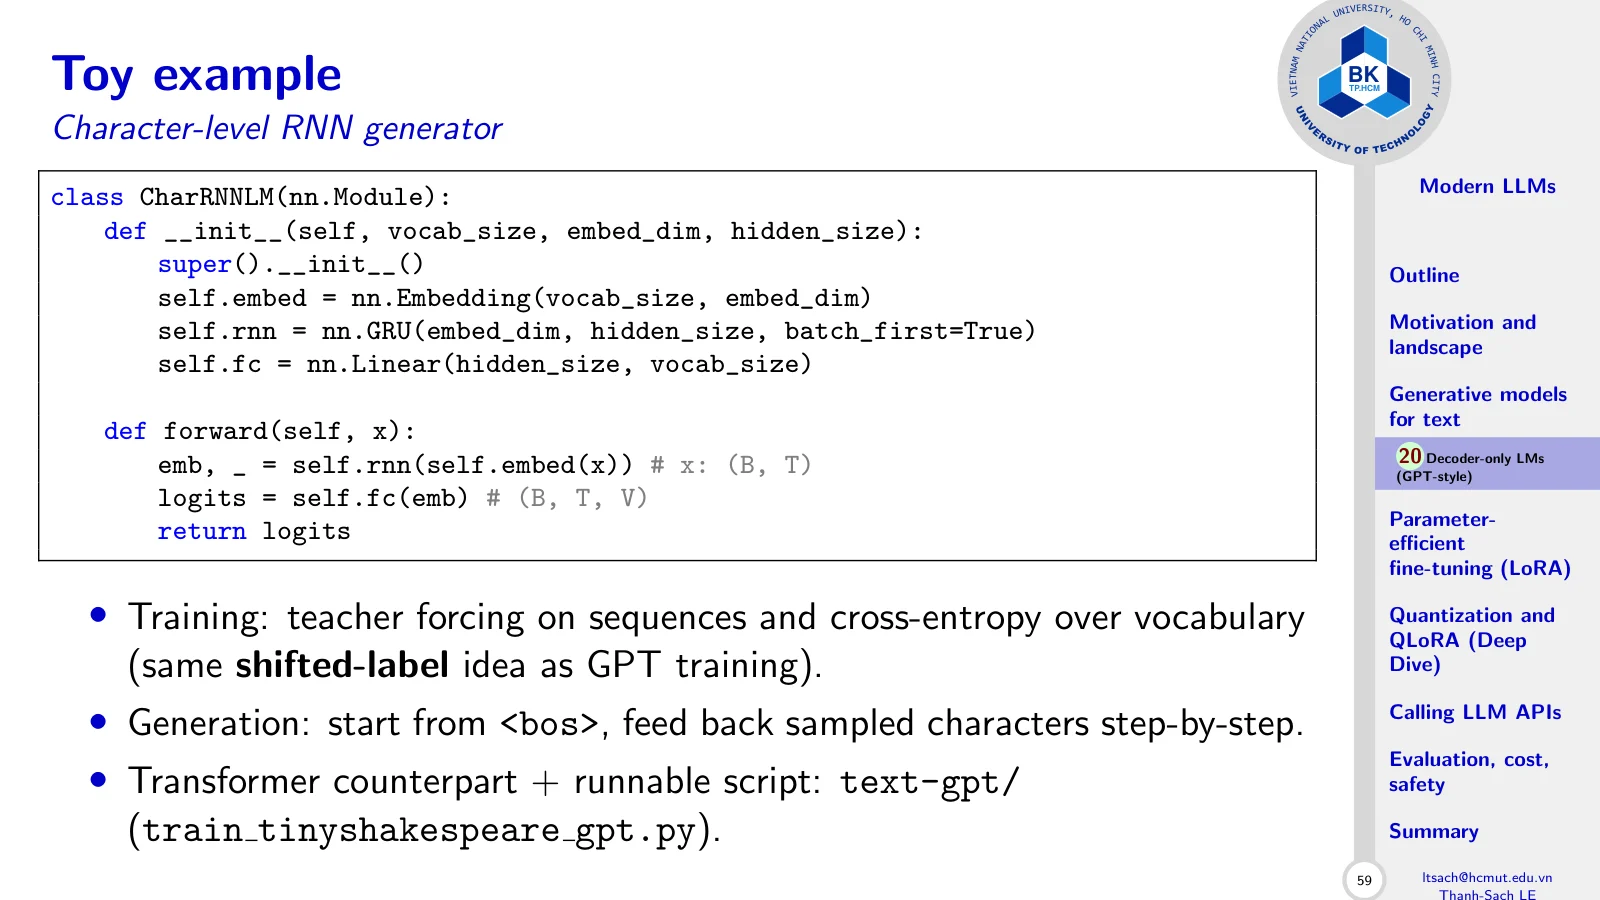 Toy example
Character-level RNN generator
class CharRNNLM(nn.Module):
    def __init__(self, vocab_size, embed_dim, hidden_size):
        super().__init__()
        self.embed = nn.Embedding(vocab_size, embed_dim)
        self.rnn = nn.GRU(embed_dim, hidden_size, batch_first=True)
        self.fc = nn.Linear(hidden_size, vocab_size)
    def forward(self, x):
        emb, _ = self.rnn(self.embed(x)) # x: (B, T)
        logits = self.fc(emb) # (B, T, V)
        return logits
• Training: teacher forcing on sequences and cross-entropy over vocabulary
(same shifted-label idea as GPT training).
• Generation: start from <bos>, feed back sampled characters step-by-step.
• Transformer counterpart + runnable script: text-gpt/
(train_tinyshakespeare_gpt.py).
VIETNAM NATIONAL UNIVERSITY, HO CHI MINH CITY
BK
TP.HCM
UNIVERSITY OF TECHNOLOGY
Modern LLMs
Outline
Motivation and
landscape
Generative models
for text
20 Decoder-only LMs
(GPT-style)
Parameter-
efficient
fine-tuning (LoRA)
Quantization and
QLoRA (Deep
Dive)
Calling LLM APIs
Evaluation, cost,
safety
Summary
59
ltsach@hcmut.edu.vn
Thanh-Sach LE